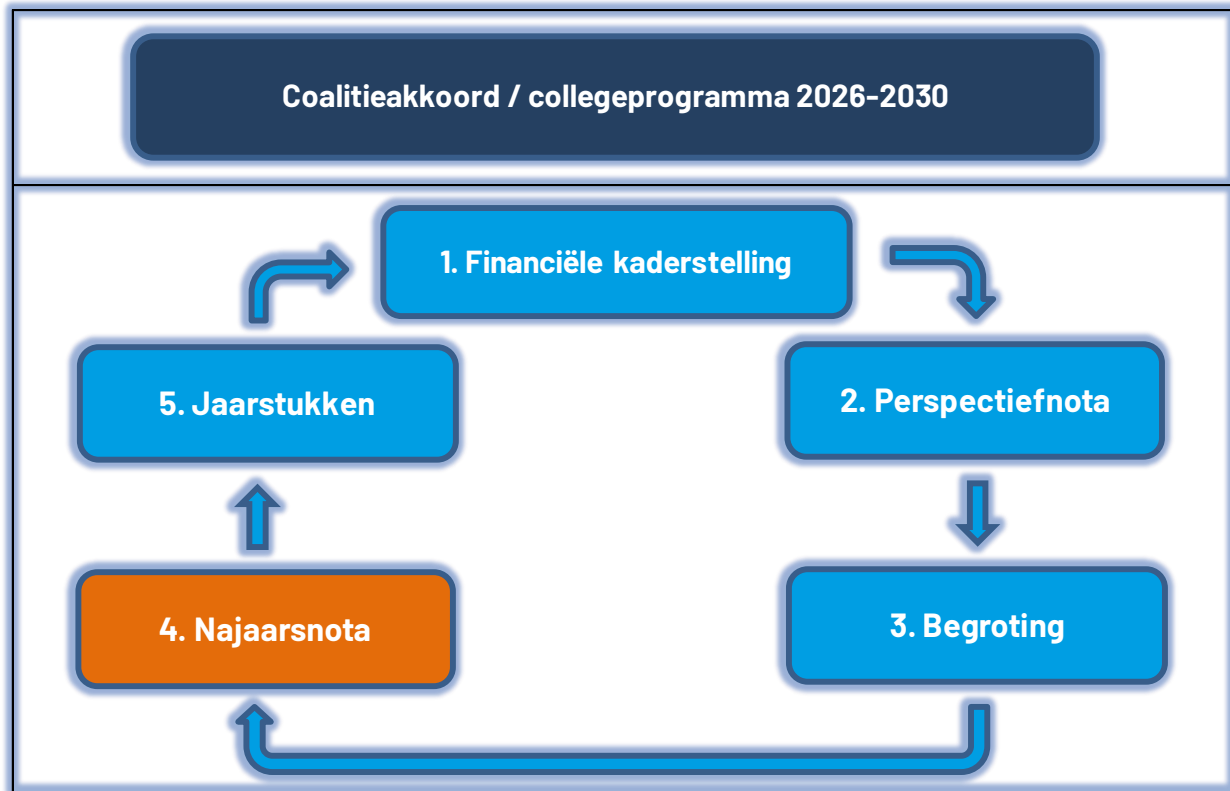 Coalitieakkoord / collegeprogramma 2026-2030
1. Financiële kaderstelling
5. Jaarstukken
2. Perspectiefnota
4. Najaarsnota
3. Begroting